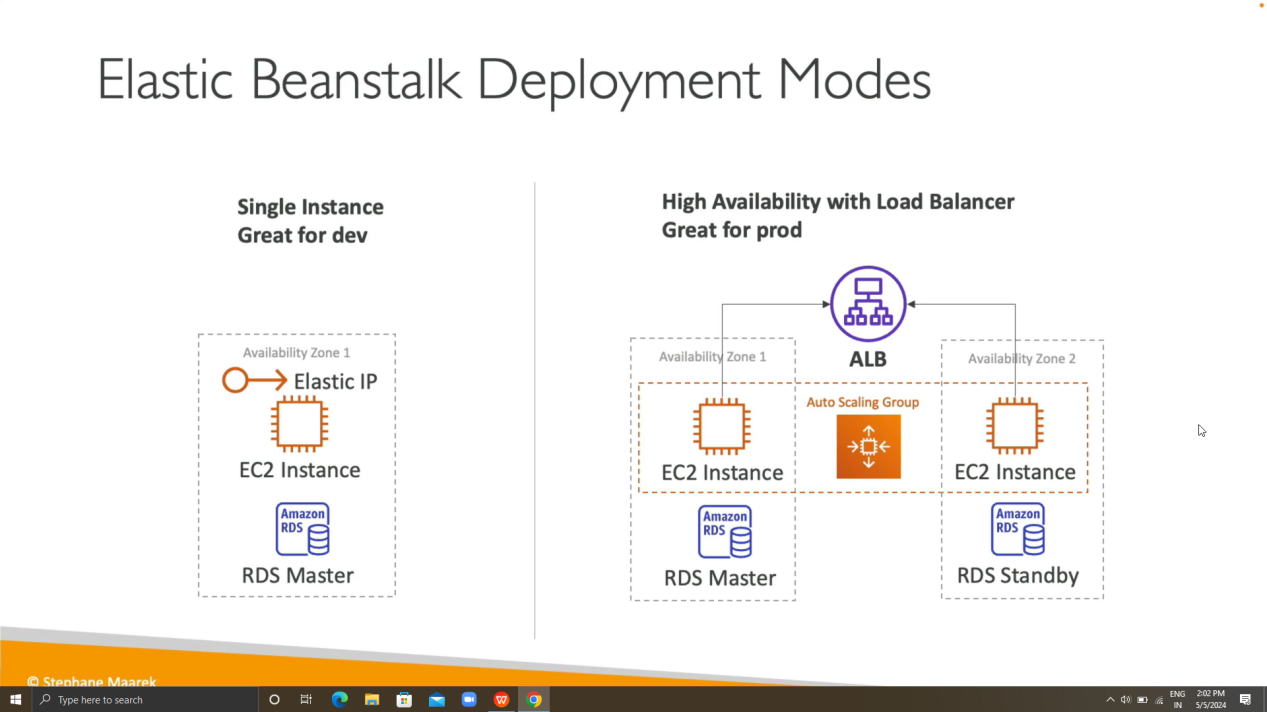 Elastic Beanstalk Deployment Modes
Single Instance
Great for dev
Availability Zone 1
Elastic IP
EC2 Instance
Amazon
RDS
RDS Master
High Availability with Load Balancer
Great for prod
ALB
Availability Zone 1
Availability Zone 2
Auto Scaling Group
EC2 Instance
EC2 Instance
Amazon
RDS
RDS Master
Amazon
RDS
RDS Standby
© Stephane Maarek
Type here to search
W
ENG
IN
2:02 PM
5/5/2024